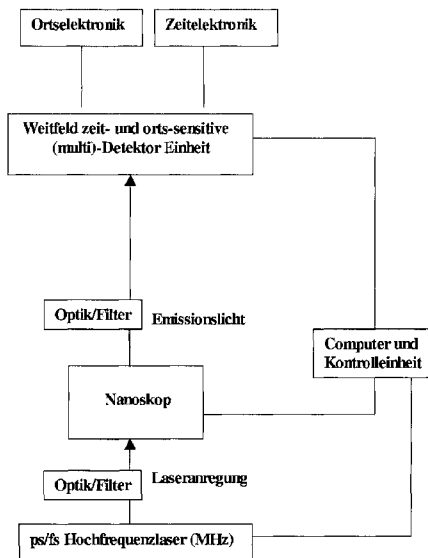 Ortselektronik
Zeitelektronik
Weitfeld zeit- und orts-sensitive
(multi)-Detektor Einheit
Optik/Filter
Emissionslicht
Computer und
Kontrolleinheit
Nanoskop
Optik/Filter
Laseranregung
ps/fs Hochfrequenzlaser (MHz)